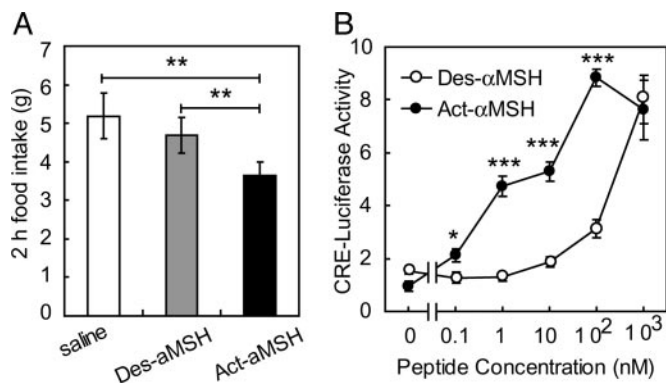 A
**
**
2 h food intake (g)
7
6
5
4
3
2
1
0
saline
Des-aMSH
Act-aMSH
B
CRE-Luciferase Activity
10
8
6
4
2
0
Des-αMSH
Act-αMSH
*
***
***
***
0
0.1
1
10
10²
10³
Peptide Concentration (nM)